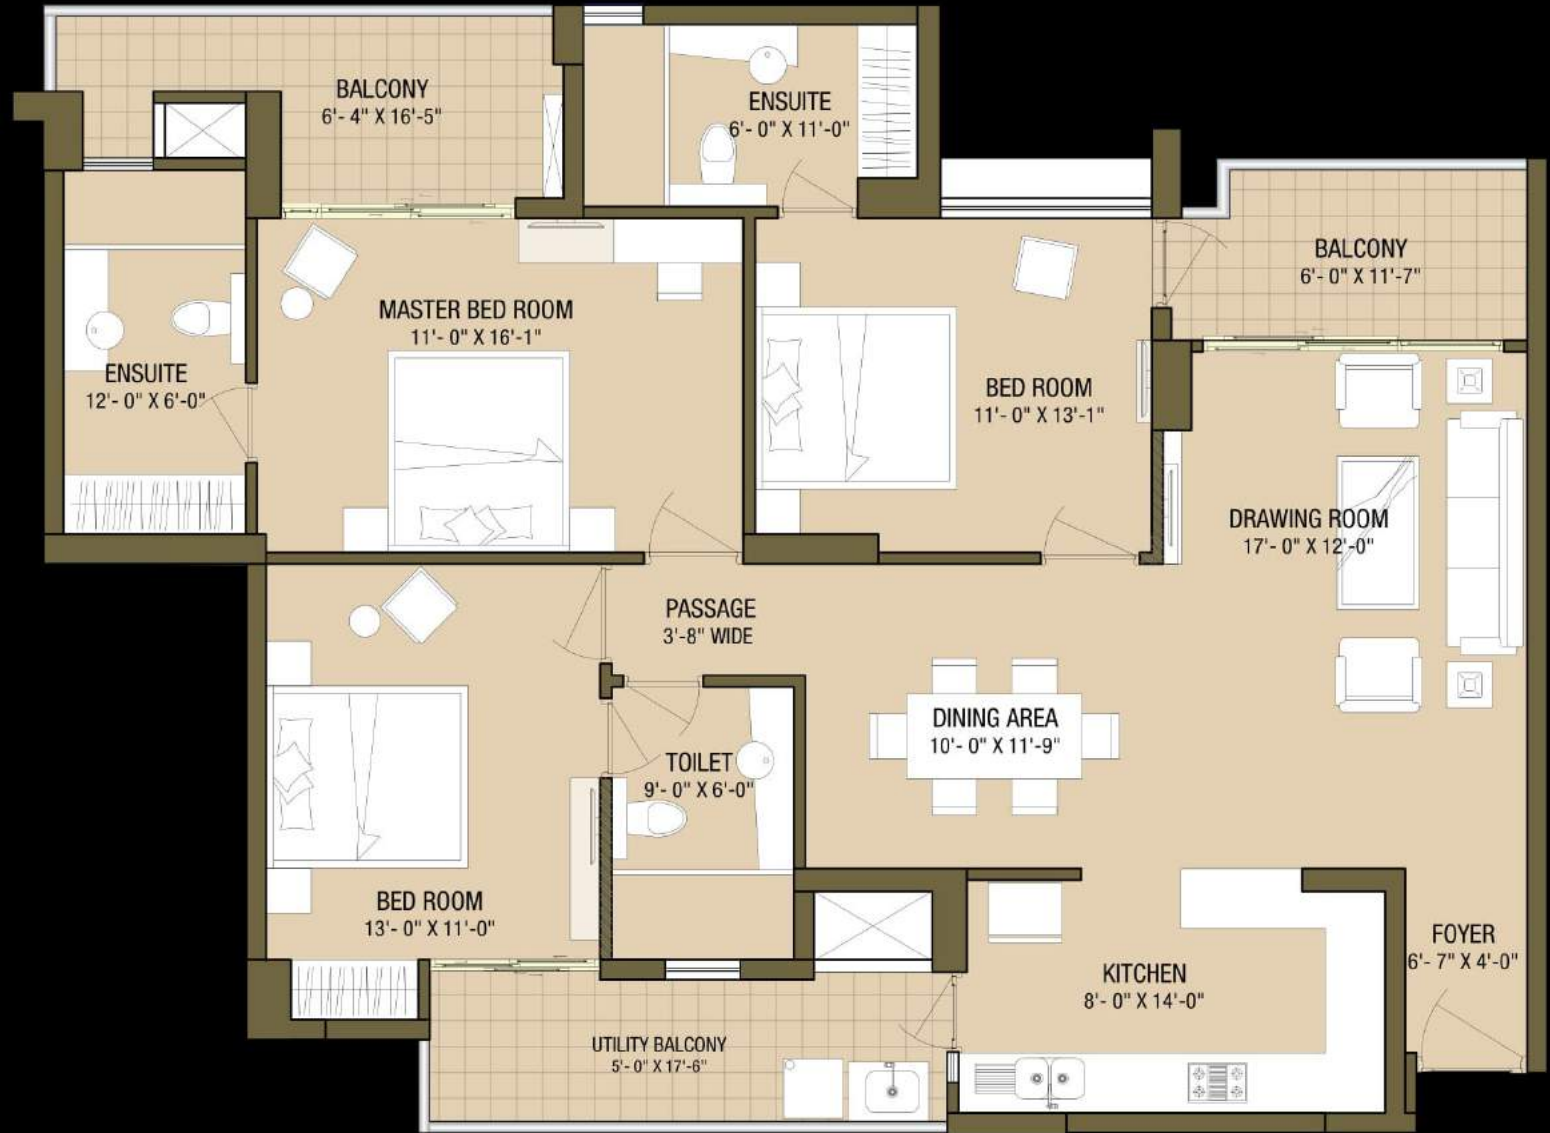 BALCONY
6'- 4" X 16'-5"
ENSUITE
6'- 0" X 11'-0"
BALCONY
6'- 0" X 11'-7"
MASTER BED ROOM
11'- 0" X 16'-1"
ENSUITE
12'- 0" X 6'-0"
BED ROOM
11'- 0" X 13'-1"
DRAWING ROOM
17'- 0" X 12'-0"
PASSAGE
3'-8" WIDE
DINING AREA
10'- 0" X 11'-9"
TOILET
9'- 0" X 6'-0"
BED ROOM
13'- 0" X 11'-0"
FOYER
6'- 7" X 4'-0"
KITCHEN
8'- 0" X 14'-0"
UTILITY BALCONY
5'- 0" X 17'-6"